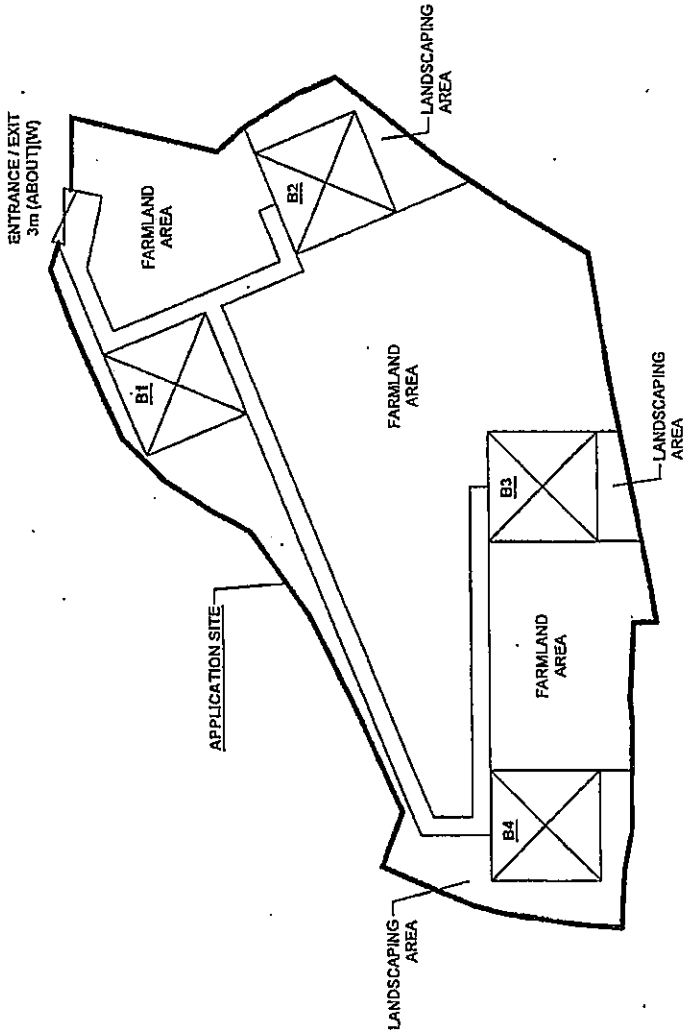 ENTRANCE / EXIT
3m (ABOUT)(W)
FARMLAND
AREA
B2
LANDSCAPING
AREA
B1
FARMLAND
AREA
APPLICATION SITE
B3
LANDSCAPING
AREA
FARMLAND
AREA
B4
LANDSCAPING
AREA